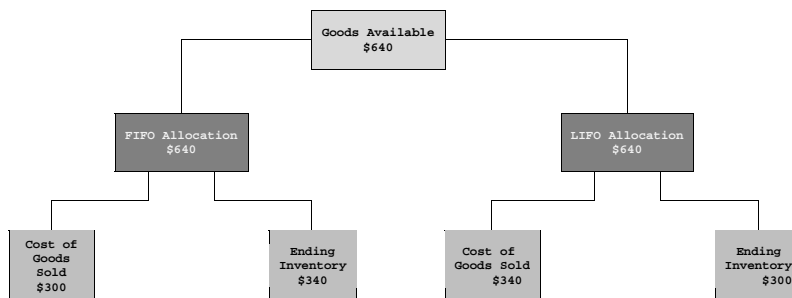 Goods Available
$640
FIFO Allocation
$640
LIFO Allocation
$640
Cost of
Goods
Sold
$300
Ending
Inventory
$340
Cost of
Goods Sold
$340
Ending
Inventory
$300